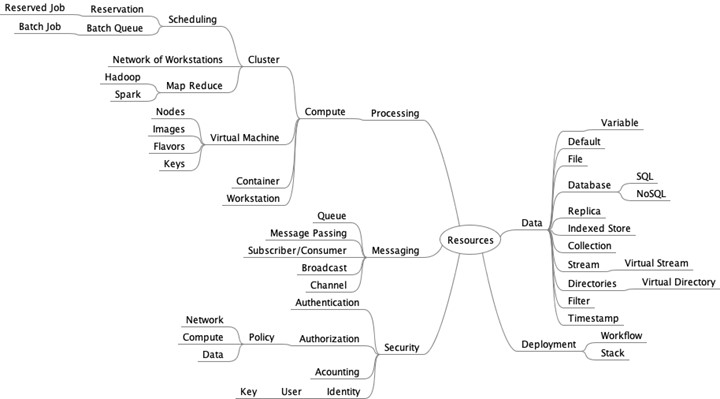 Reserved Job
Reservation
Scheduling
Batch Job
Batch Queue
Network of Workstations
Cluster
Hadoop
Map Reduce
Spark
Compute
Processing
Nodes
Images
Virtual Machine
Flavors
Keys
Container
Workstation
Queue
Message Passing
Subscriber/Consumer
Messaging
Broadcast
Channel
Authentication
Network
Compute
Policy
Authorization
Data
Security
Acounting
Key
User
Identity
Resources
Data
Variable
Default
File
Database
SQL
NoSQL
Replica
Indexed Store
Collection
Stream
Virtual Stream
Directories
Virtual Directory
Filter
Timestamp
Deployment
Workflow
Stack